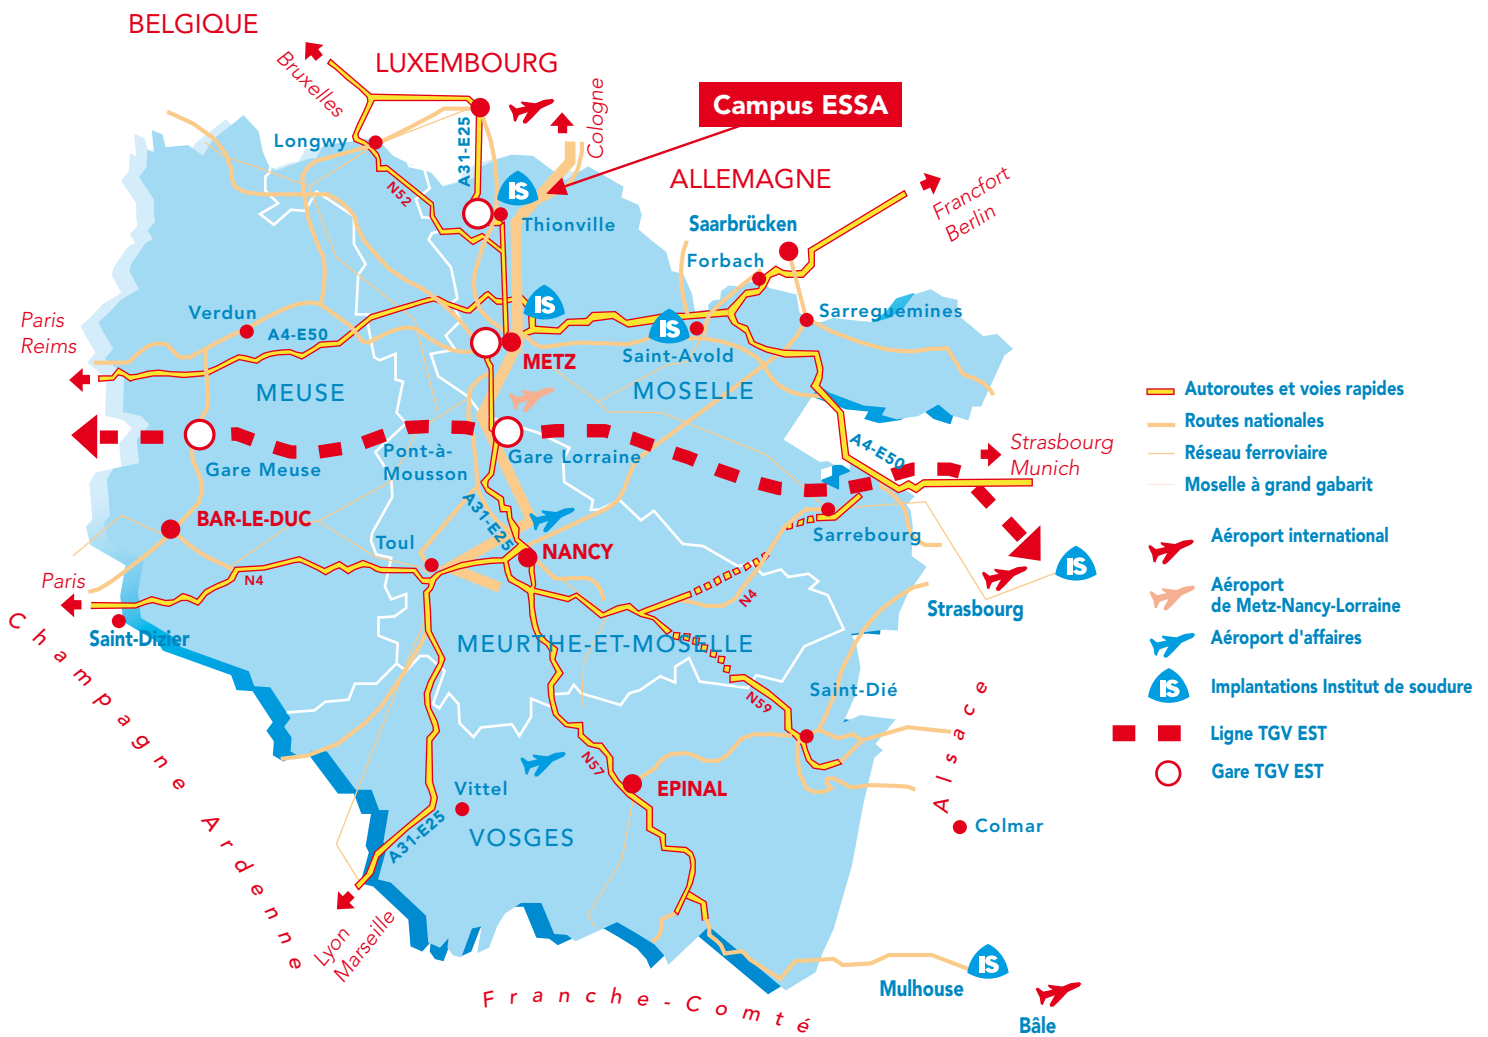 BELGIQUE
LUXEMBOURG
Bruxelles
Cologne
Campus ESSA
Longwy
A31-E25
N52
IS
Thionville
ALLEMAGNE
Francfort
Berlin
Saarbrücken
Forbach
Verdun
A4-E50
IS
IS
Sarreguemines
Paris
Reims
METZ
Saint-Avold
MEUSE
MOSELLE
Gare Meuse
Pont-à-
Mousson
Gare Lorraine
A4-E50
Strasbourg
Munich
A31-E25
BAR-LE-DUC
Toul
NANCY
Sarrebourg
IS
Paris
N4
N4
Strasbourg
Saint-Dizier
MEURTHE-ET-MOSELLE
Saint-Dié
N59
Champagne Ardenne
Alsace
N57
Vittel
EPINAL
A31-E25
VOSGES
Colmar
Lyon
Marseille
IS
Mulhouse
Franche-Comté
Bâle
Autoroutes et voies rapides
Routes nationales
Réseau ferroviaire
Moselle à grand gabarit
Aéroport international
Aéroport
de Metz-Nancy-Lorraine
Aéroport d'affaires
IS
Implantations Institut de soudure
Ligne TGV EST
Gare TGV EST